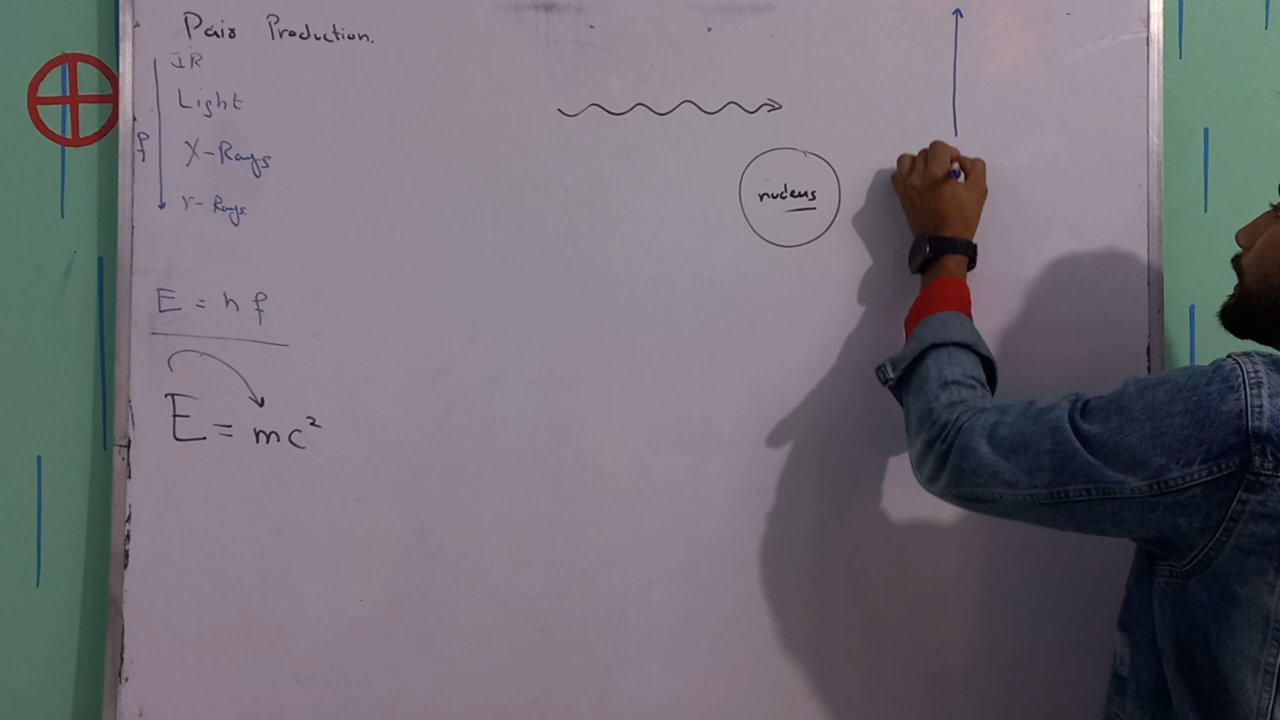 Pair Production.
IR
Light
X-Rays
f
γ-Rays
nucleus
E = hf
E = mc²